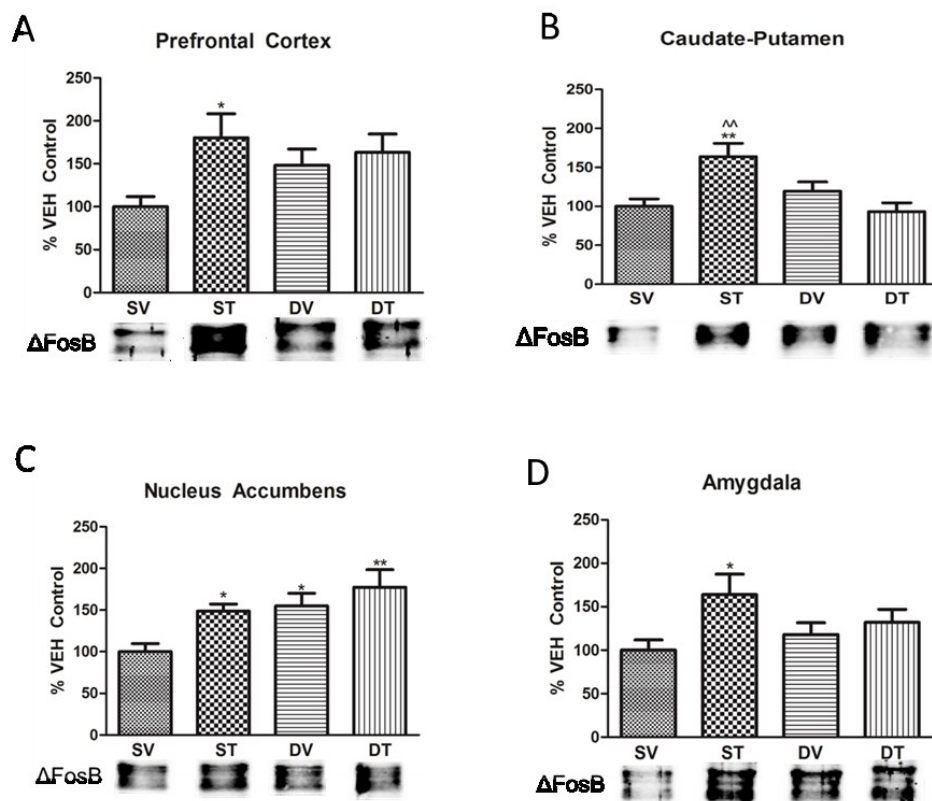 A
Prefrontal Cortex
250
200
150
100
50
0
% VEH Control
*
SV ST DV DT
ΔFosB
B
Caudate-Putamen
250
200
150
100
50
0
% VEH Control
^^
**
SV ST DV DT
ΔFosB
C
Nucleus Accumbens
250
200
150
100
50
0
% VEH Control
* * **
SV ST DV DT
ΔFosB
D
Amygdala
250
200
150
100
50
0
% VEH Control
*
SV ST DV DT
ΔFosB